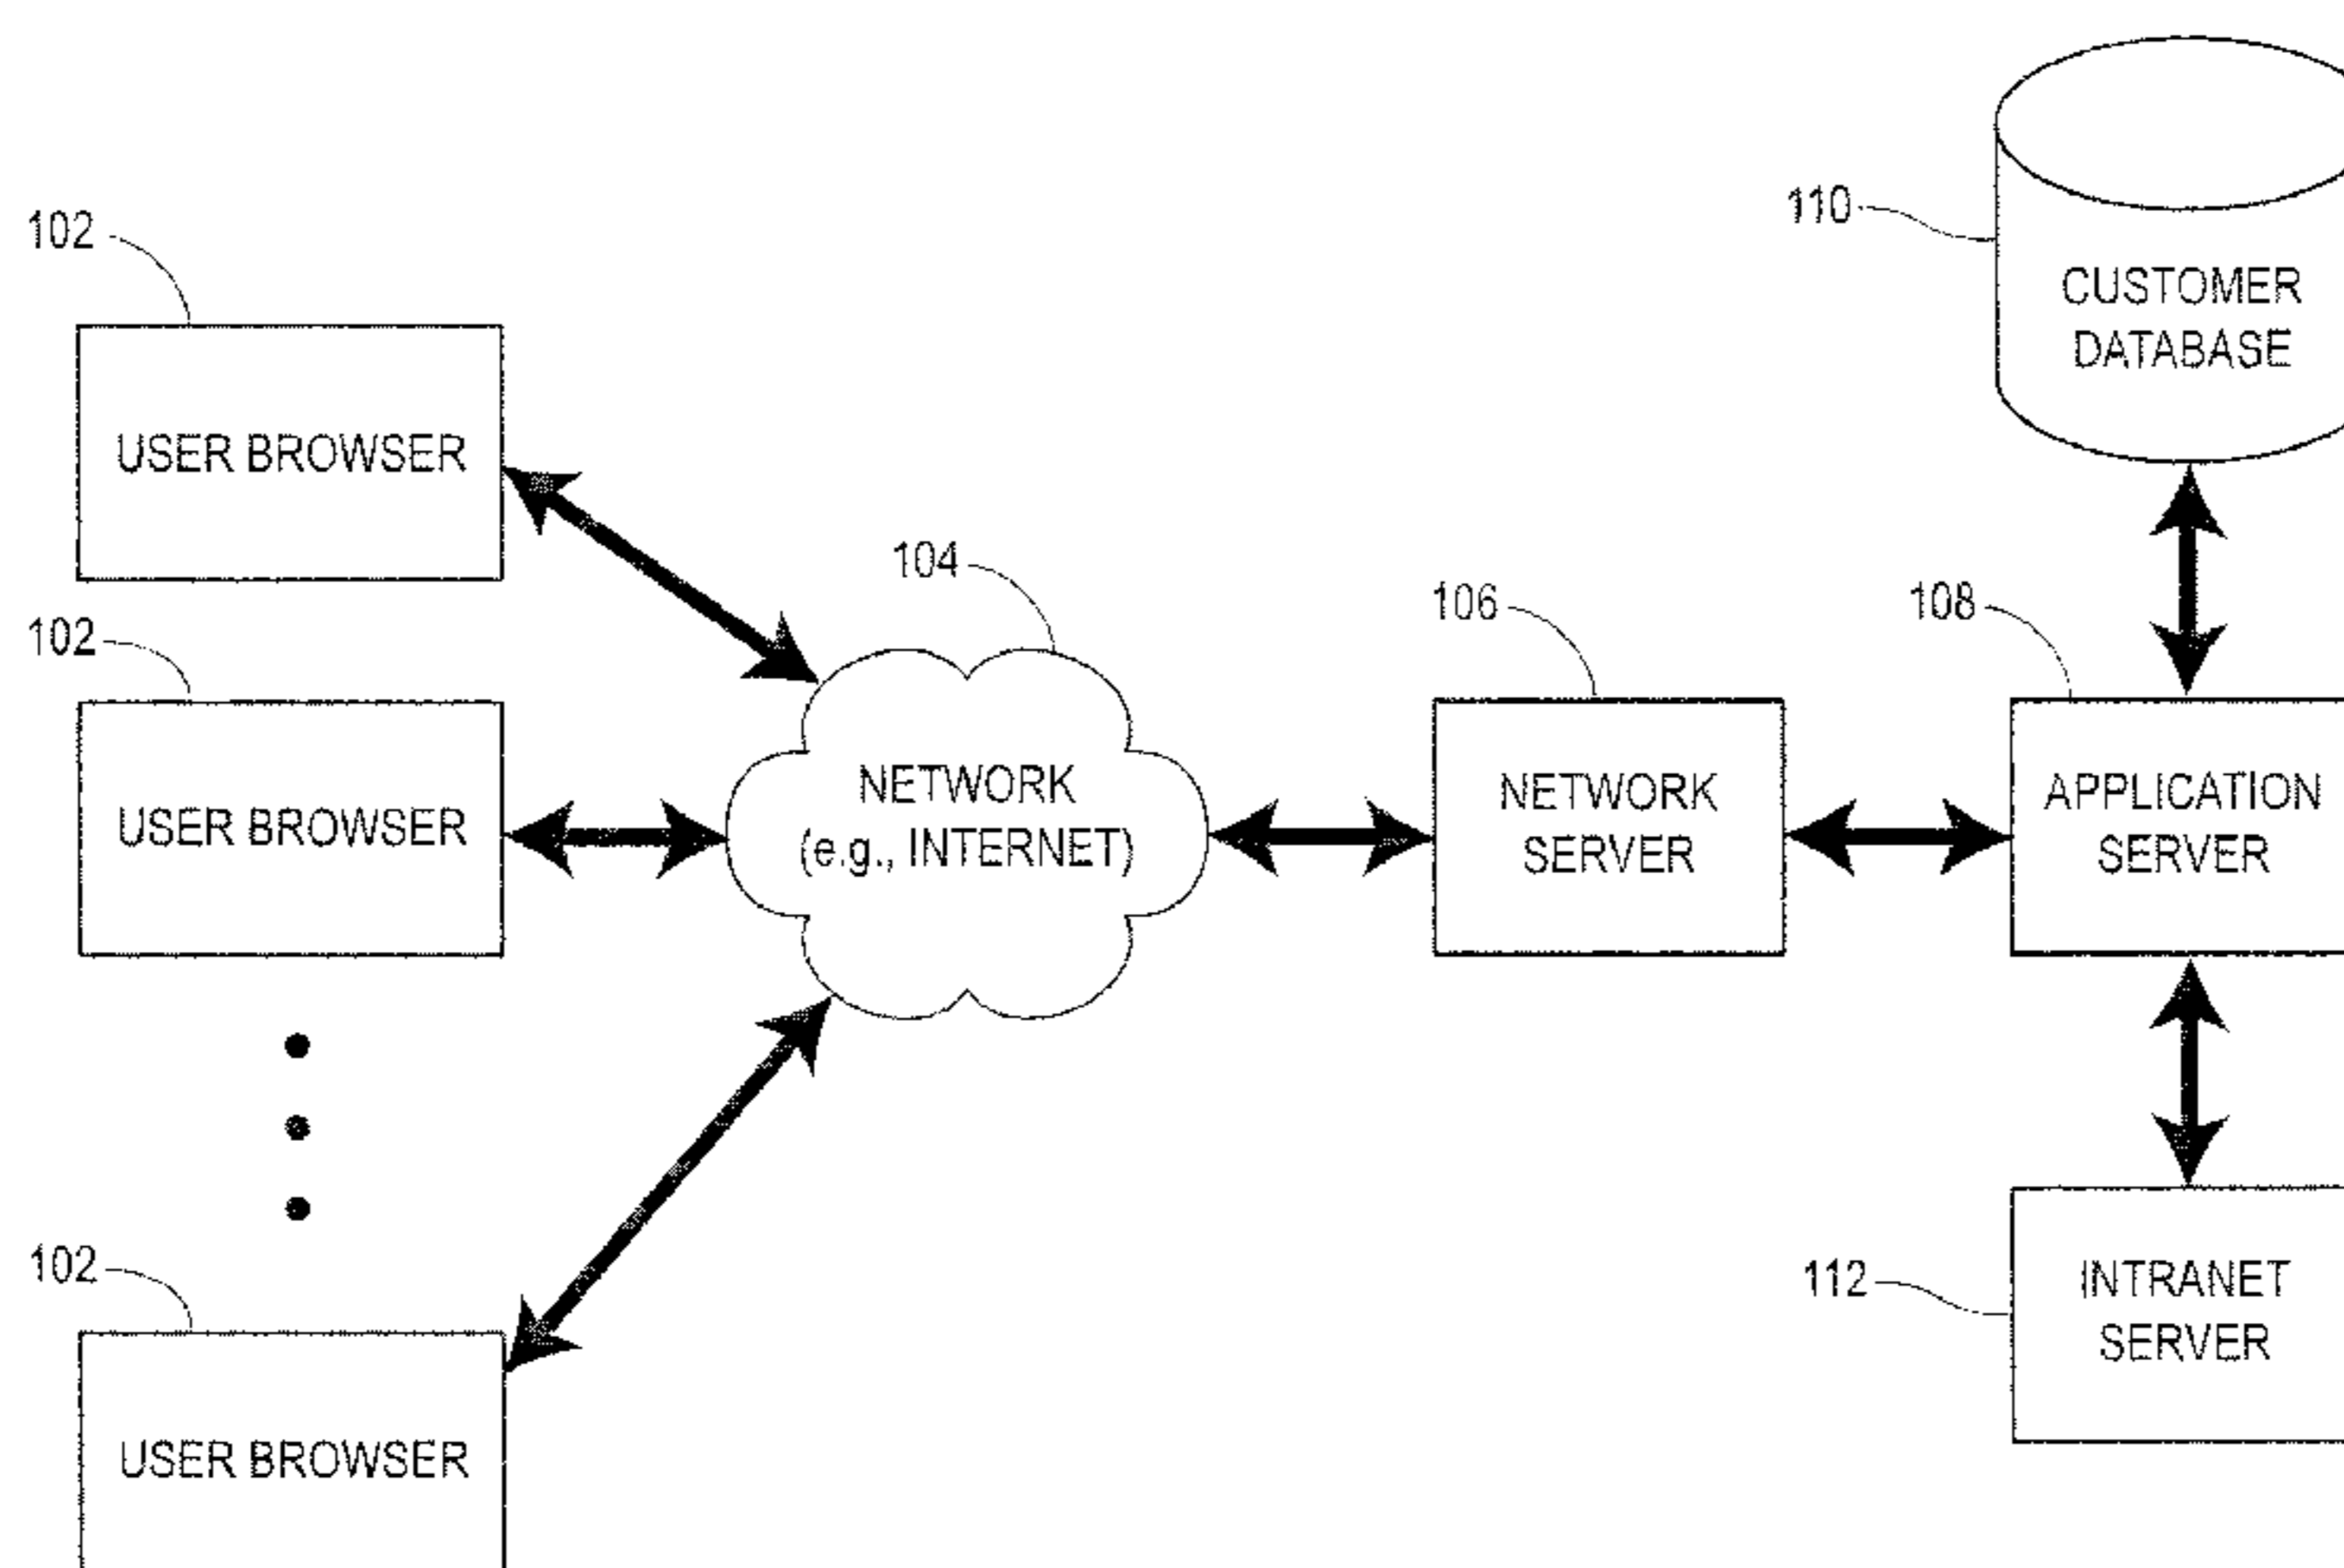 102
USER BROWSER
102
USER BROWSER
102
USER BROWSER
104
NETWORK
(e.g., INTERNET)
106
NETWORK
SERVER
108
APPLICATION
SERVER
110
CUSTOMER
DATABASE
112
INTRANET
SERVER